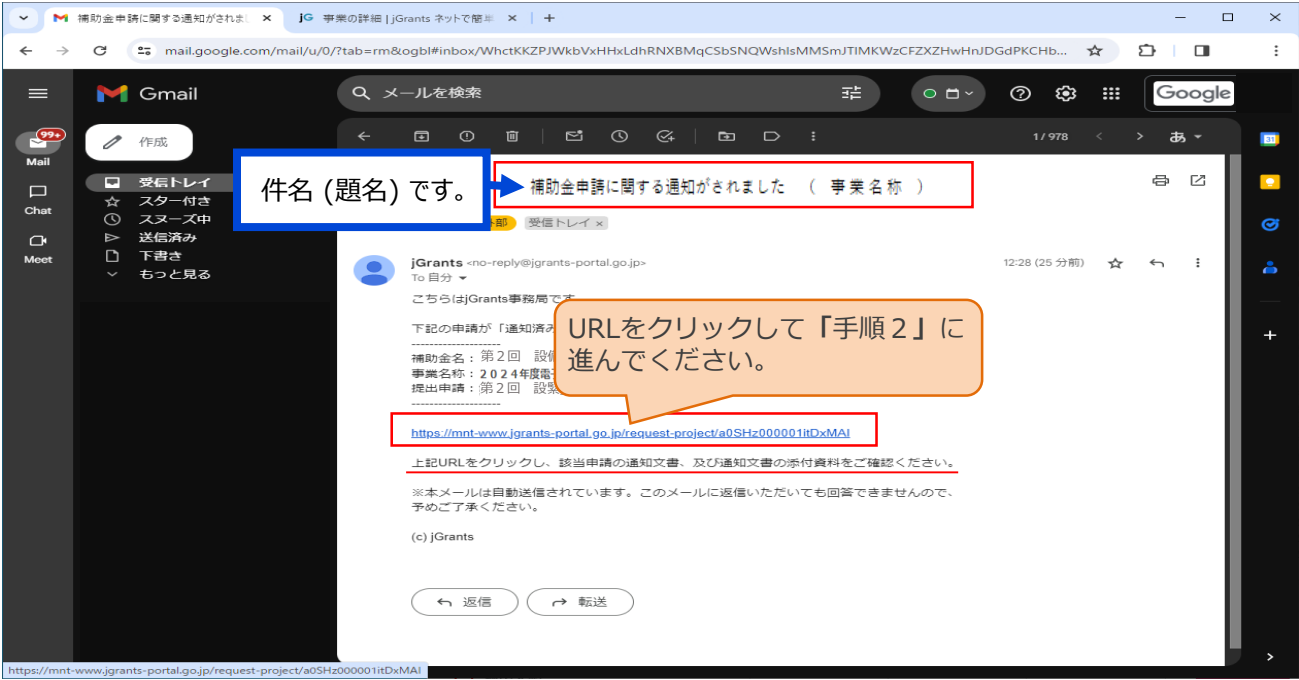 補助金申請に関する通知がされまし
事業の詳細 | jGrants ネットで簡単
mail.google.com/mail/u/0/?tab=rm&ogbl#inbox/WhctKKZPJWkbVxHHxLdhRNXBMqCSbSNQWshIsMMSmJTlMKWzCFZXZHwHnJDGdPKCHb...
Gmail
メールを検索
Google
99+
Mail
Chat
Meet
作成
受信トレイ
スター付き
スヌーズ中
送信済み
下書き
もっと見る
1 / 978
あ
31
件名 (題名) です。
補助金申請に関する通知がされました （ 事業名称 ）
部
受信トレイ ×
jGrants <no-reply@jgrants-portal.go.jp>
12:28 (25 分前)
To 自分
こちらはjGrants事務局です
下記の申請が「通知済み
--------------------
補助金名：第２回 設備
事業名称：２０２４年度電
提出申請：第２回 設
--------------------
URLをクリックして「手順２」に
進んでください。
https://mnt-www.jgrants-portal.go.jp/request-project/a0SHz000001itDxMAI
上記URLをクリックし、該当申請の通知文書、及び通知文書の添付資料をご確認ください。
※本メールは自動送信されています。このメールに返信いただいても回答できませんので、
予めご了承ください。
(c) jGrants
返信
転送
https://mnt-www.jgrants-portal.go.jp/request-project/a0SHz000001itDxMAI